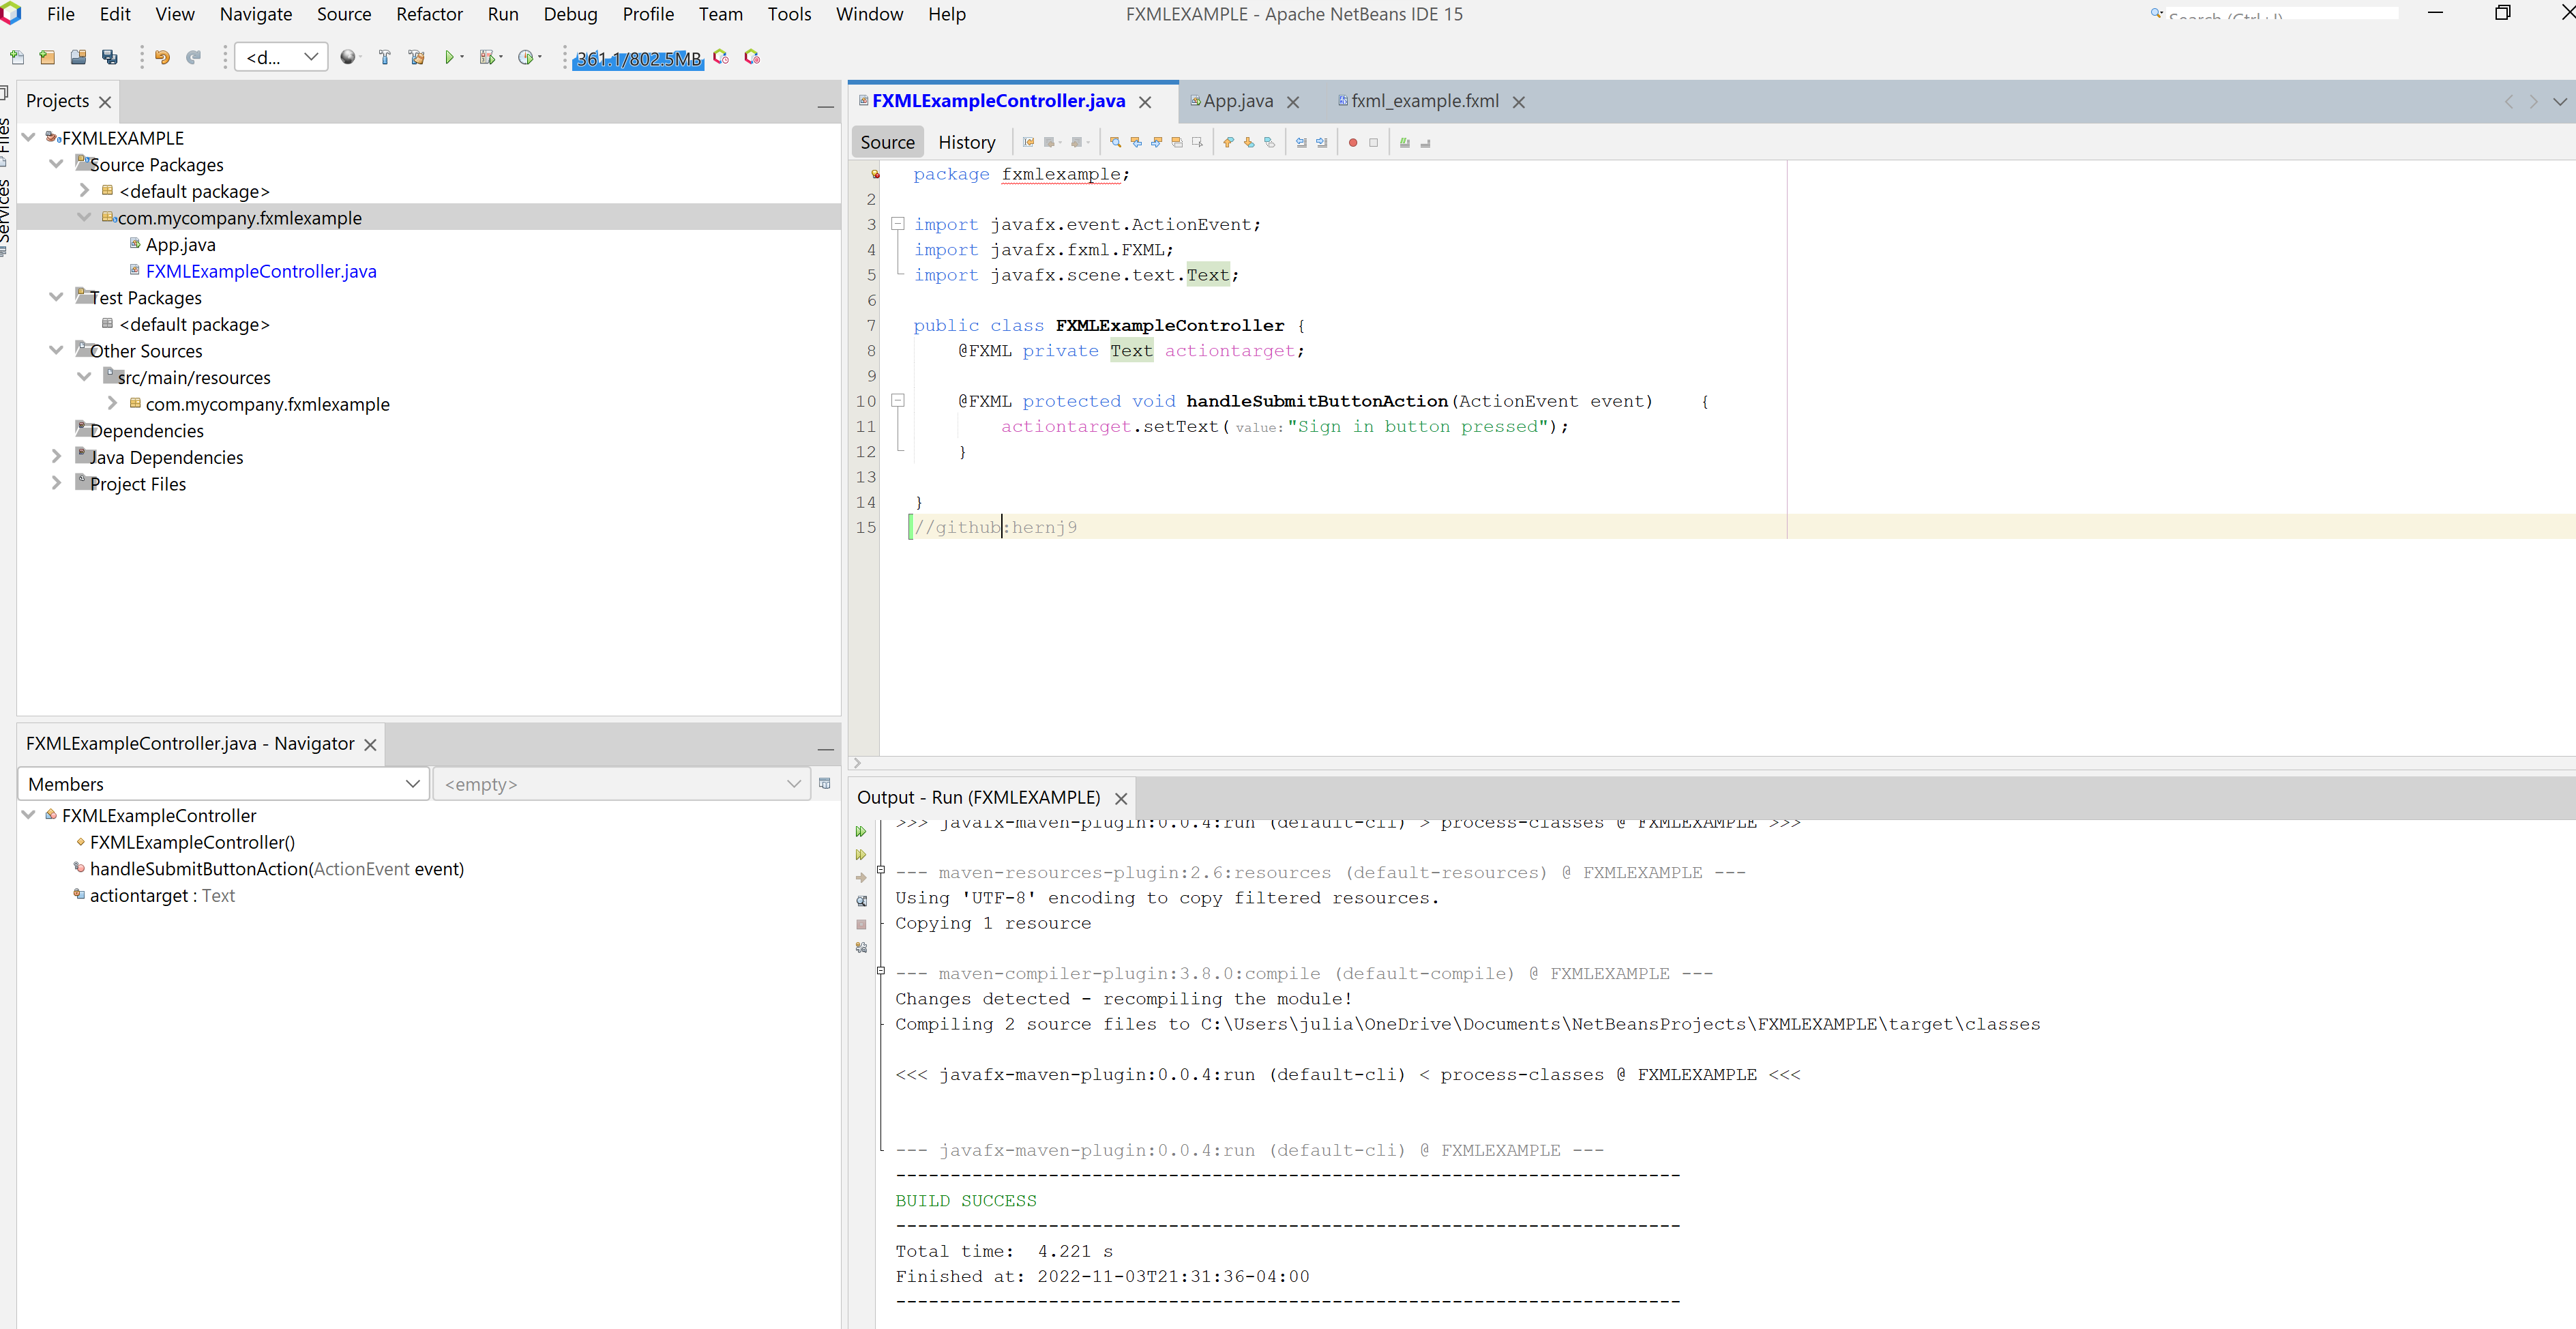 File Edit View Navigate Source Refactor Run Debug Profile Team Tools Window Help
FXMLEXAMPLE - Apache NetBeans IDE 15
Search (Ctrl+I)
<d...
361.1/802.5MB
Files
Services
Projects
FXMLEXAMPLE
Source Packages
<default package>
com.mycompany.fxmlexample
App.java
FXMLExampleController.java
Test Packages
<default package>
Other Sources
src/main/resources
com.mycompany.fxmlexample
Dependencies
Java Dependencies
Project Files
FXMLExampleController.java - Navigator
Members
<empty>
FXMLExampleController
FXMLExampleController()
handleSubmitButtonAction(ActionEvent event)
actiontarget : Text
FXMLExampleController.java App.java fxml_example.fxml
Source History
package fxmlexample;
2
3 import javafx.event.ActionEvent;
4 import javafx.fxml.FXML;
5 import javafx.scene.text.Text;
6
7 public class FXMLExampleController {
8 @FXML private Text actiontarget;
9
10 @FXML protected void handleSubmitButtonAction(ActionEvent event) {
11 actiontarget.setText(value:"Sign in button pressed");
12 }
13
14 }
15 //github:hernj9
Output - Run (FXMLEXAMPLE)
>>> javafx-maven-plugin:0.0.4:run (default-cli) > process-classes @ FXMLEXAMPLE >>>
--- maven-resources-plugin:2.6:resources (default-resources) @ FXMLEXAMPLE ---
Using 'UTF-8' encoding to copy filtered resources.
Copying 1 resource
--- maven-compiler-plugin:3.8.0:compile (default-compile) @ FXMLEXAMPLE ---
Changes detected - recompiling the module!
Compiling 2 source files to C:\Users\julia\OneDrive\Documents\NetBeansProjects\FXMLEXAMPLE\target\classes
<<< javafx-maven-plugin:0.0.4:run (default-cli) < process-classes @ FXMLEXAMPLE <<<
--- javafx-maven-plugin:0.0.4:run (default-cli) @ FXMLEXAMPLE ---
------------------------------------------------------------------------
BUILD SUCCESS
------------------------------------------------------------------------
Total time: 4.221 s
Finished at: 2022-11-03T21:31:36-04:00
------------------------------------------------------------------------